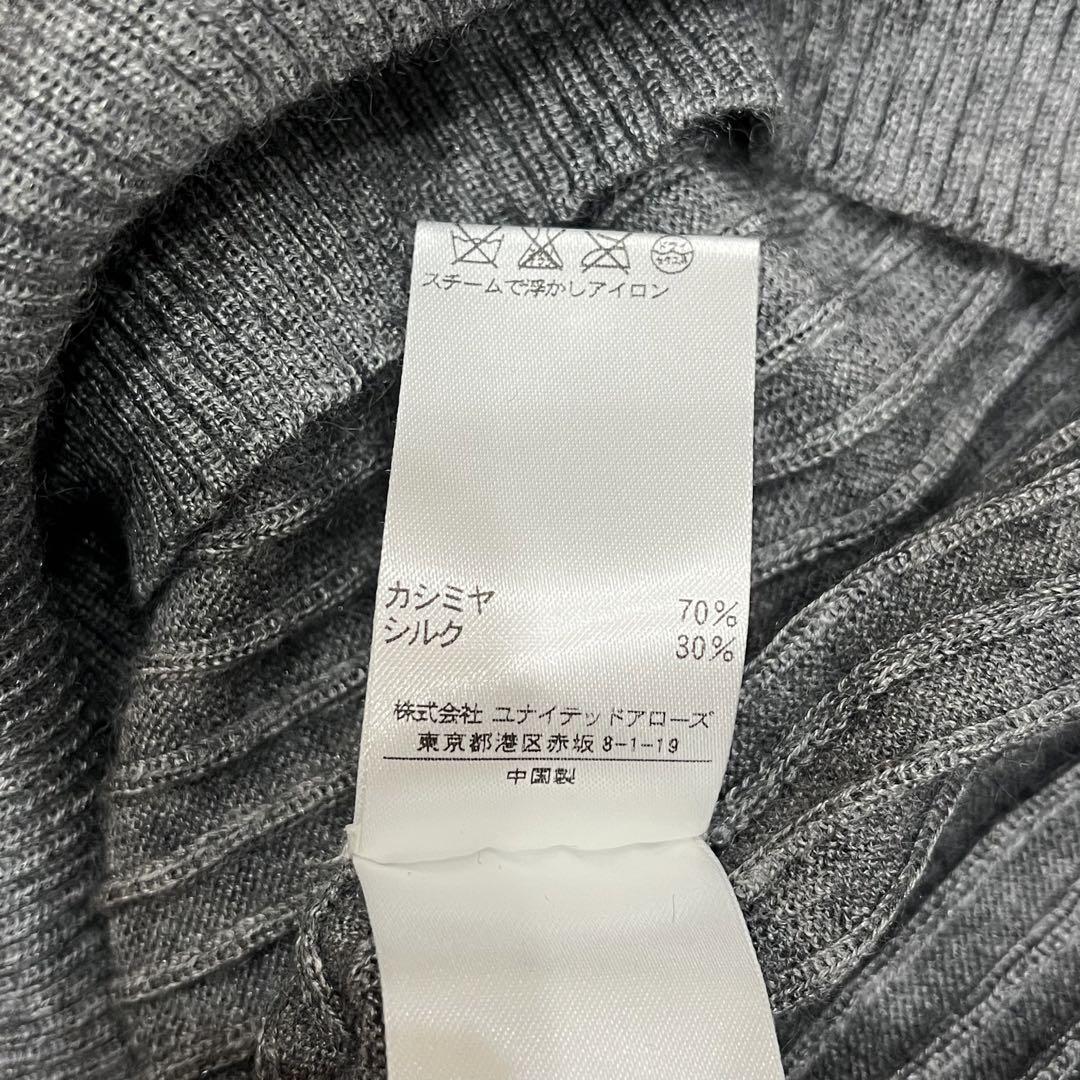 スチームで浮かしアイロン
カシミヤ 70%
シルク 30%
株式会社 ユナイテッドアローズ
東京都港区赤坂8-1-19
中国製